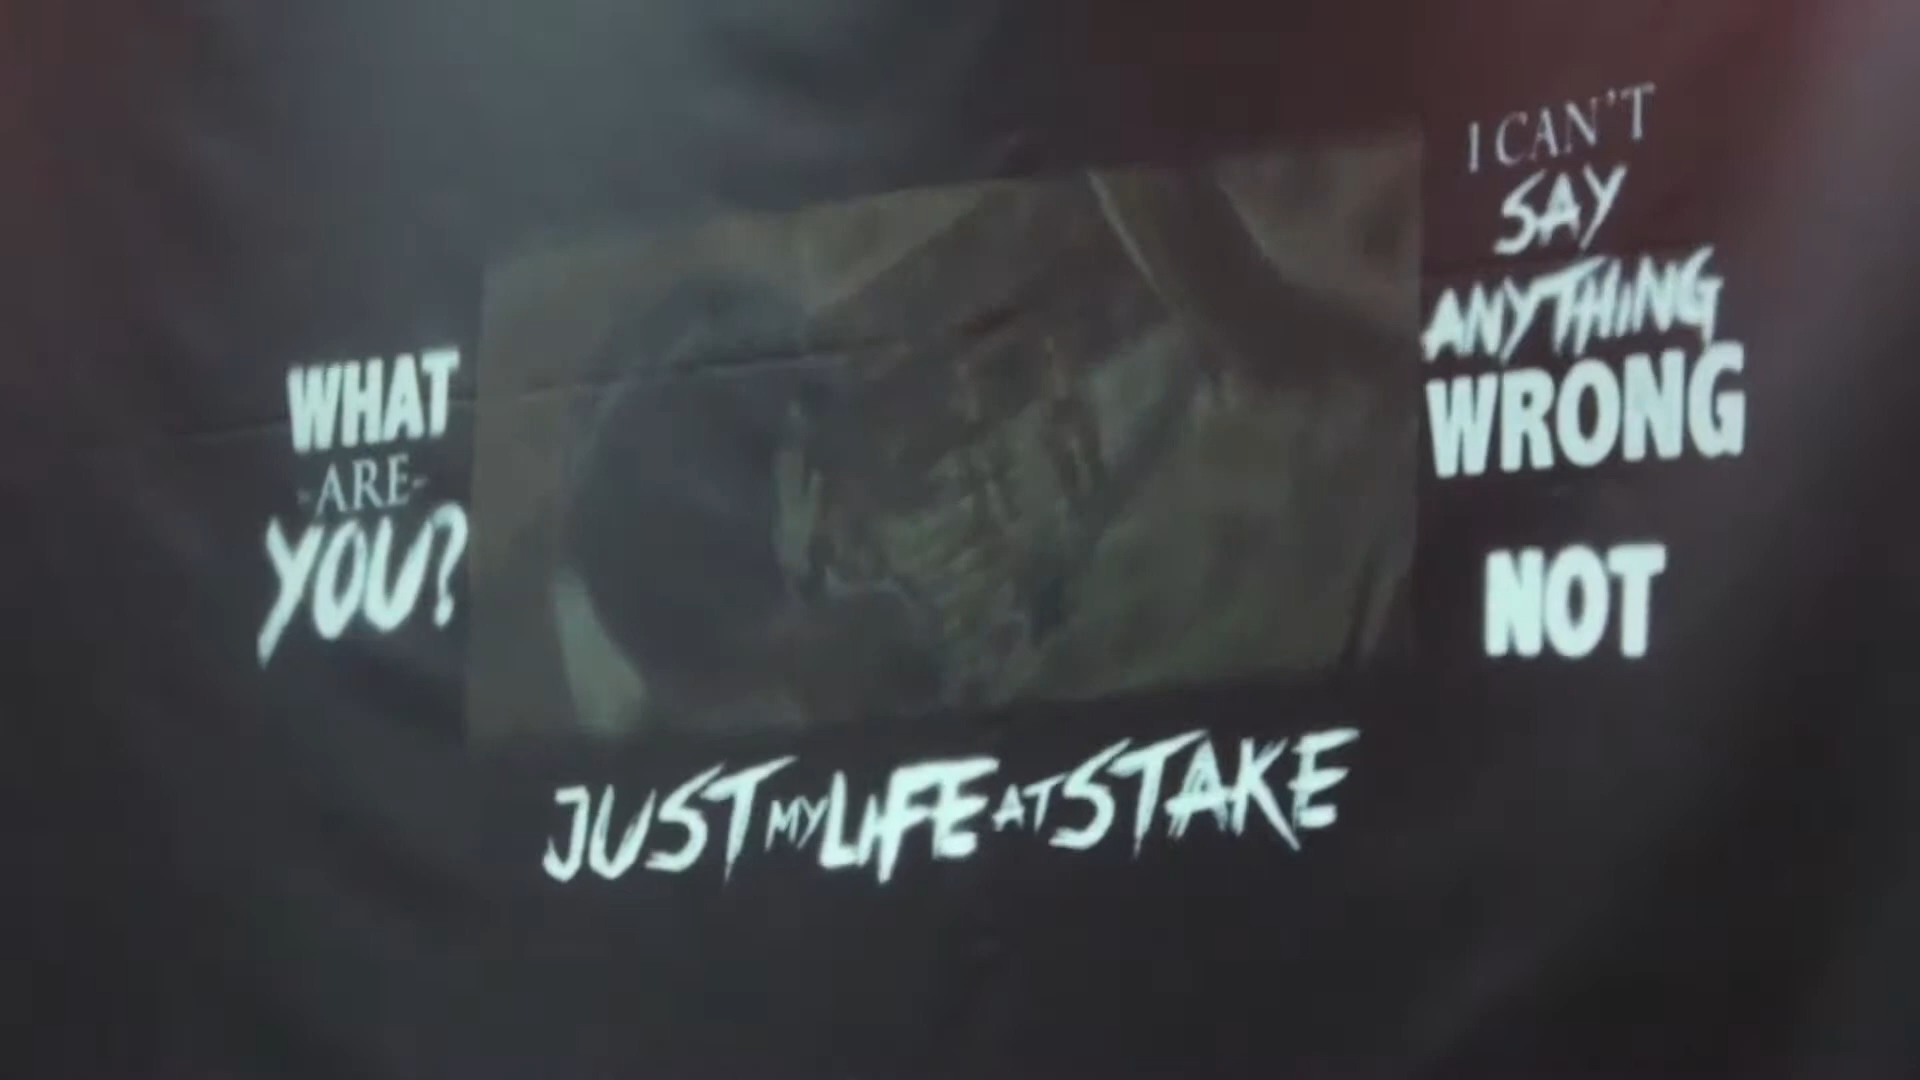 WHAT
-ARE-
YOU?
I CAN'T
SAY
ANYTHING
WRONG
NOT
JUST MY LIFE AT STAKE